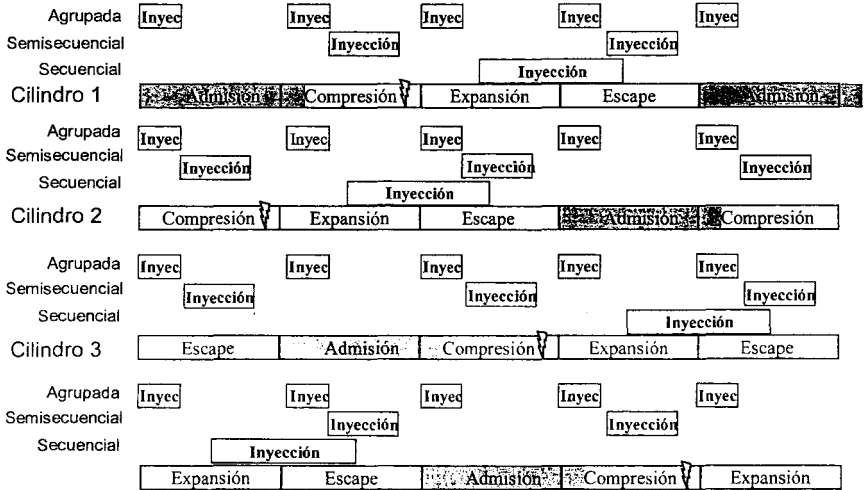 Agrupada Inyec Inyec Inyec Inyec Inyec
Semisecuencial Inyección Inyección
Secuencial Inyección
Cilindro 1 Admisión Compresión Expansión Escape Admisión
Agrupada Inyec Inyec Inyec Inyec Inyec
Semisecuencial Inyección Inyección Inyección
Secuencial Inyección
Cilindro 2 Compresión Expansión Escape Admisión Compresión
Agrupada Inyec Inyec Inyec Inyec Inyec
Semisecuencial Inyección Inyección Inyección
Secuencial Inyección
Cilindro 3 Escape Admisión Compresión Expansión Escape
Agrupada Inyec Inyec Inyec Inyec Inyec
Semisecuencial Inyección Inyección
Secuencial Inyección
Expansión Escape Admisión Compresión Expansión